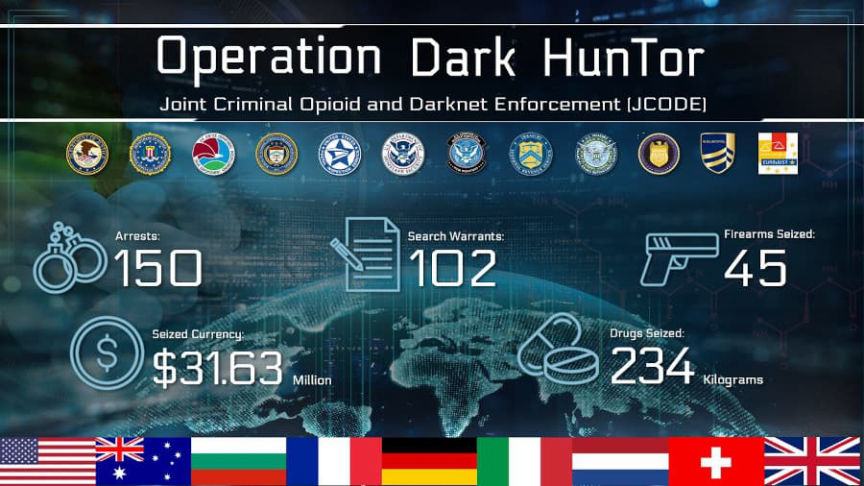 Operation Dark HunTor
Joint Criminal Opioid and Darknet Enforcement (JCODE)
Arrests:
150
Search Warrants:
102
Firearms Seized:
45
Seized Currency:
$31.63 Million
Drugs Seized:
234 Kilograms